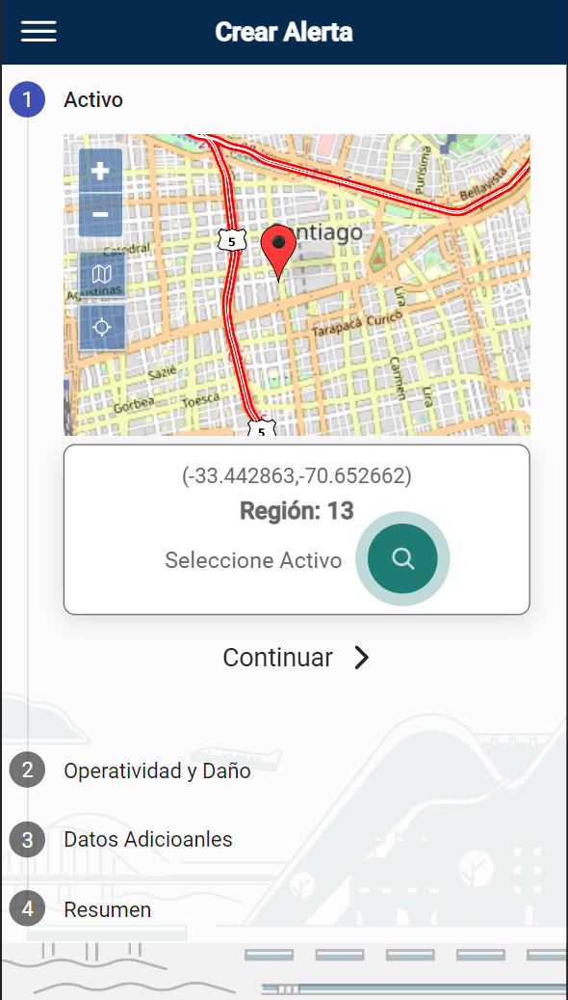 Crear Alerta
1 Activo
Purísima
Bellavista
5
ntiago
Catedral
Agustinas
Lira
Tarapacá Curicó
Sazié
Carmen
Lira
Gorbea
Toesca
5
(-33.442863,-70.652662)
Región: 13
Seleccione Activo
Continuar
2 Operatividad y Daño
3 Datos Adicioanles
4 Resumen